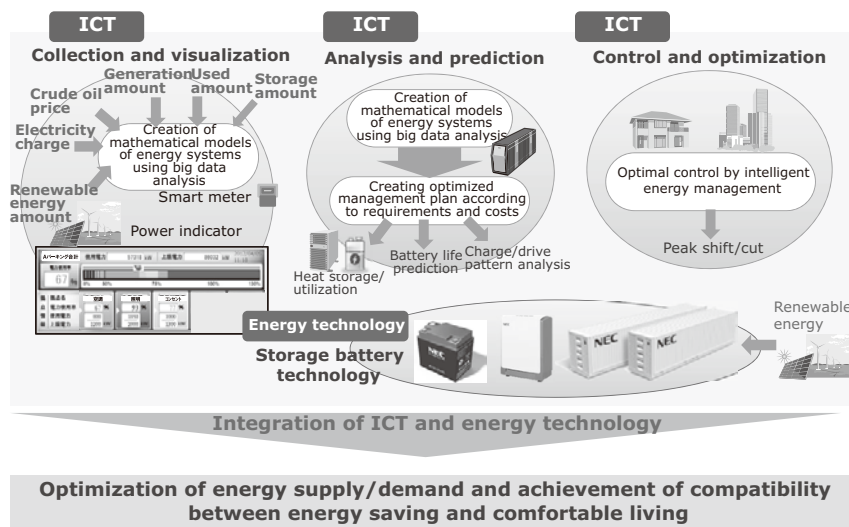 ICT
Collection and visualization
Generation
amount
Used
amount
Storage
amount
Crude oil
price
Electricity
charge
Renewable
energy
amount
Creation of
mathematical models
of energy systems
using big data
analysis
Smart meter
Power indicator
ICT
Analysis and prediction
Creation of
mathematical models
of energy systems
using big data analysis
Creating optimized
management plan according
to requirements and costs
Heat storage/
utilization
Battery life
prediction
Charge/drive
pattern analysis
ICT
Control and optimization
Optimal control by intelligent
energy management
Peak shift/cut
Energy technology
Storage battery
technology
NEC
NEC
NEC
Renewable
energy
Integration of ICT and energy technology
Optimization of energy supply/demand and achievement of compatibility
between energy saving and comfortable living